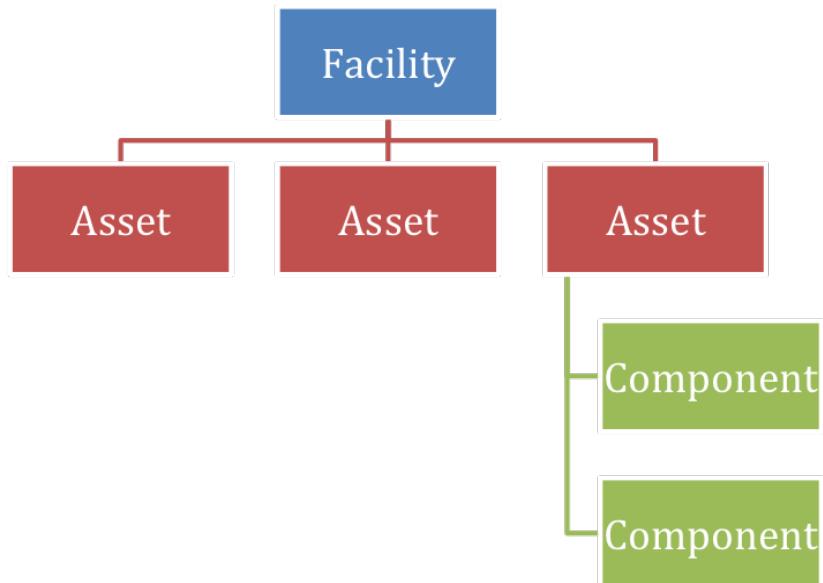 Facility
Asset
Asset
Asset
Component
Component